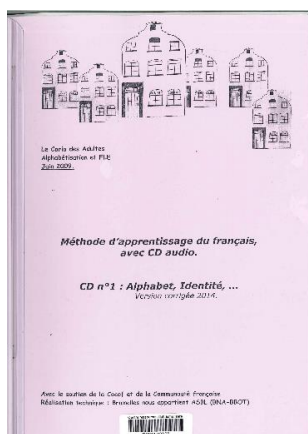 Le Caria des Adultes
Alphabétisation et FLE
Juin 2009.
Méthode d'apprentissage du français,
avec CD audio.
CD n°1 : Alphabet, Identité, ...
Version corrigée 2014.
Avec le soutien de la Cocof et de la Communauté française
Réalisation technique : Bruxelles nous appartient ASBL (BNA-BBOT)